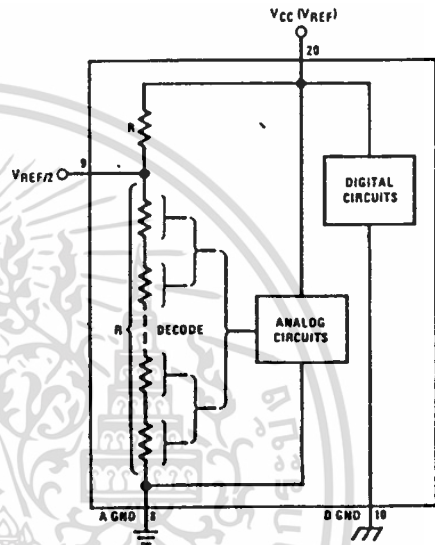 VCC (VREF)
20
R
9
VREF/2
DIGITAL
CIRCUITS
R
DECODE
ANALOG
CIRCUITS
A GND
8
D GND
10